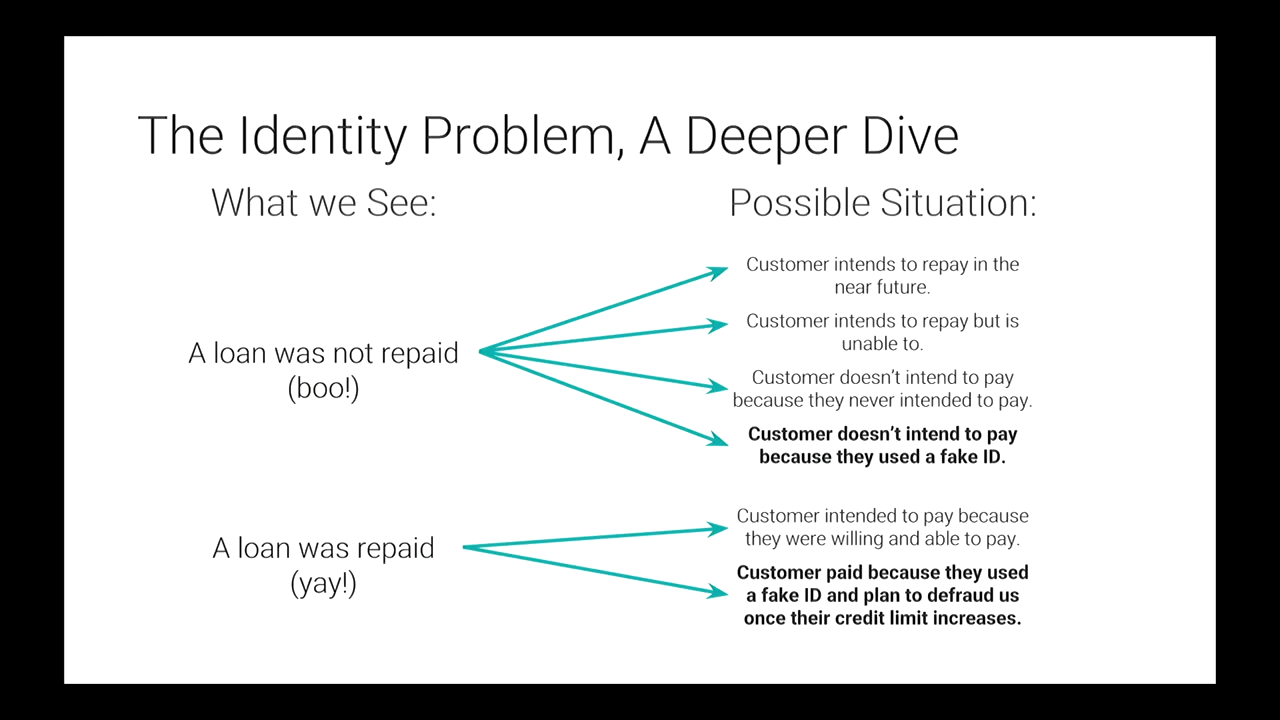 The Identity Problem, A Deeper Dive
What we See:
Possible Situation:
A loan was not repaid
(boo!)
Customer intends to repay in the
near future.
Customer intends to repay but is
unable to.
Customer doesn’t intend to pay
because they never intended to pay.
Customer doesn’t intend to pay
because they used a fake ID.
A loan was repaid
(yay!)
Customer intended to pay because
they were willing and able to pay.
Customer paid because they used
a fake ID and plan to defraud us
once their credit limit increases.